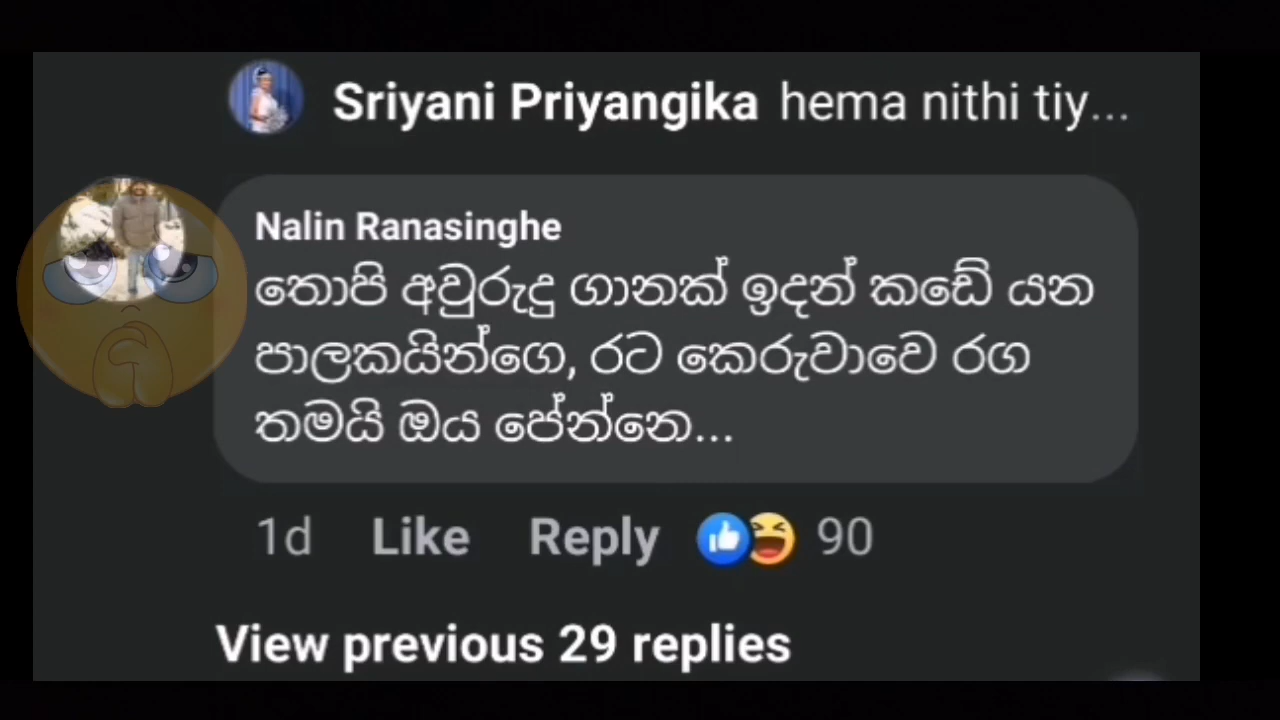 Sriyani Priyangika hema nithi tiy...
Nalin Ranasinghe
තොපි අවුරුදු ගානක් ඉදන් කඩේ යන
පාලකයින්ගෙ, රට කෙරුවාවෙ රග
තමයි ඔය පේන්නෙ...
1d Like Reply 90
View previous 29 replies